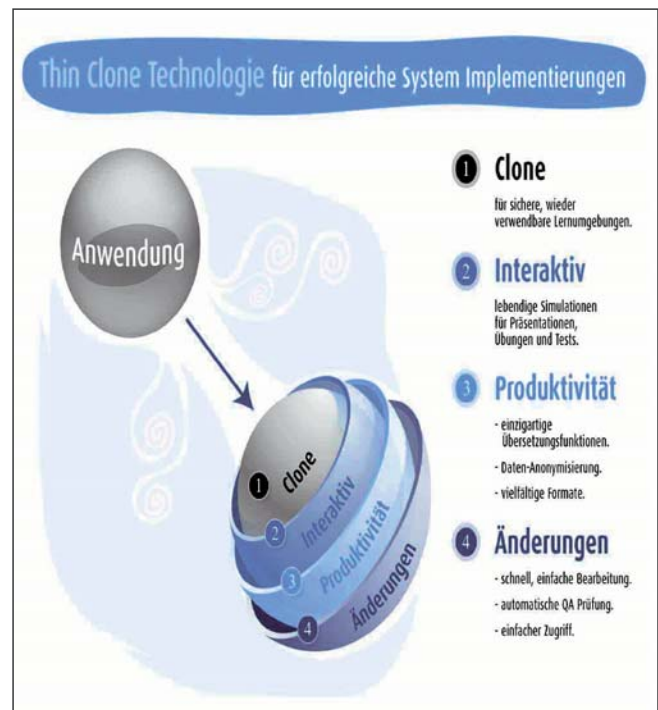 Thin Clone Technologie für erfolgreiche System Implementierungen
Anwendung
1 Clone
2 Interaktiv
3 Produktivität
4 Änderungen
1 Clone
für sichere, wieder
verwendbare Lernumgebungen.
2 Interaktiv
lebendige Simulationen
für Präsentationen,
Übungen und Tests.
3 Produktivität
- einzigartige
Übersetzungsfunktionen.
- Daten-Anonymisierung.
- vielfältige Formate.
4 Änderungen
- schnell, einfache Bearbeitung.
- automatische QA Prüfung.
- einfacher Zugriff.